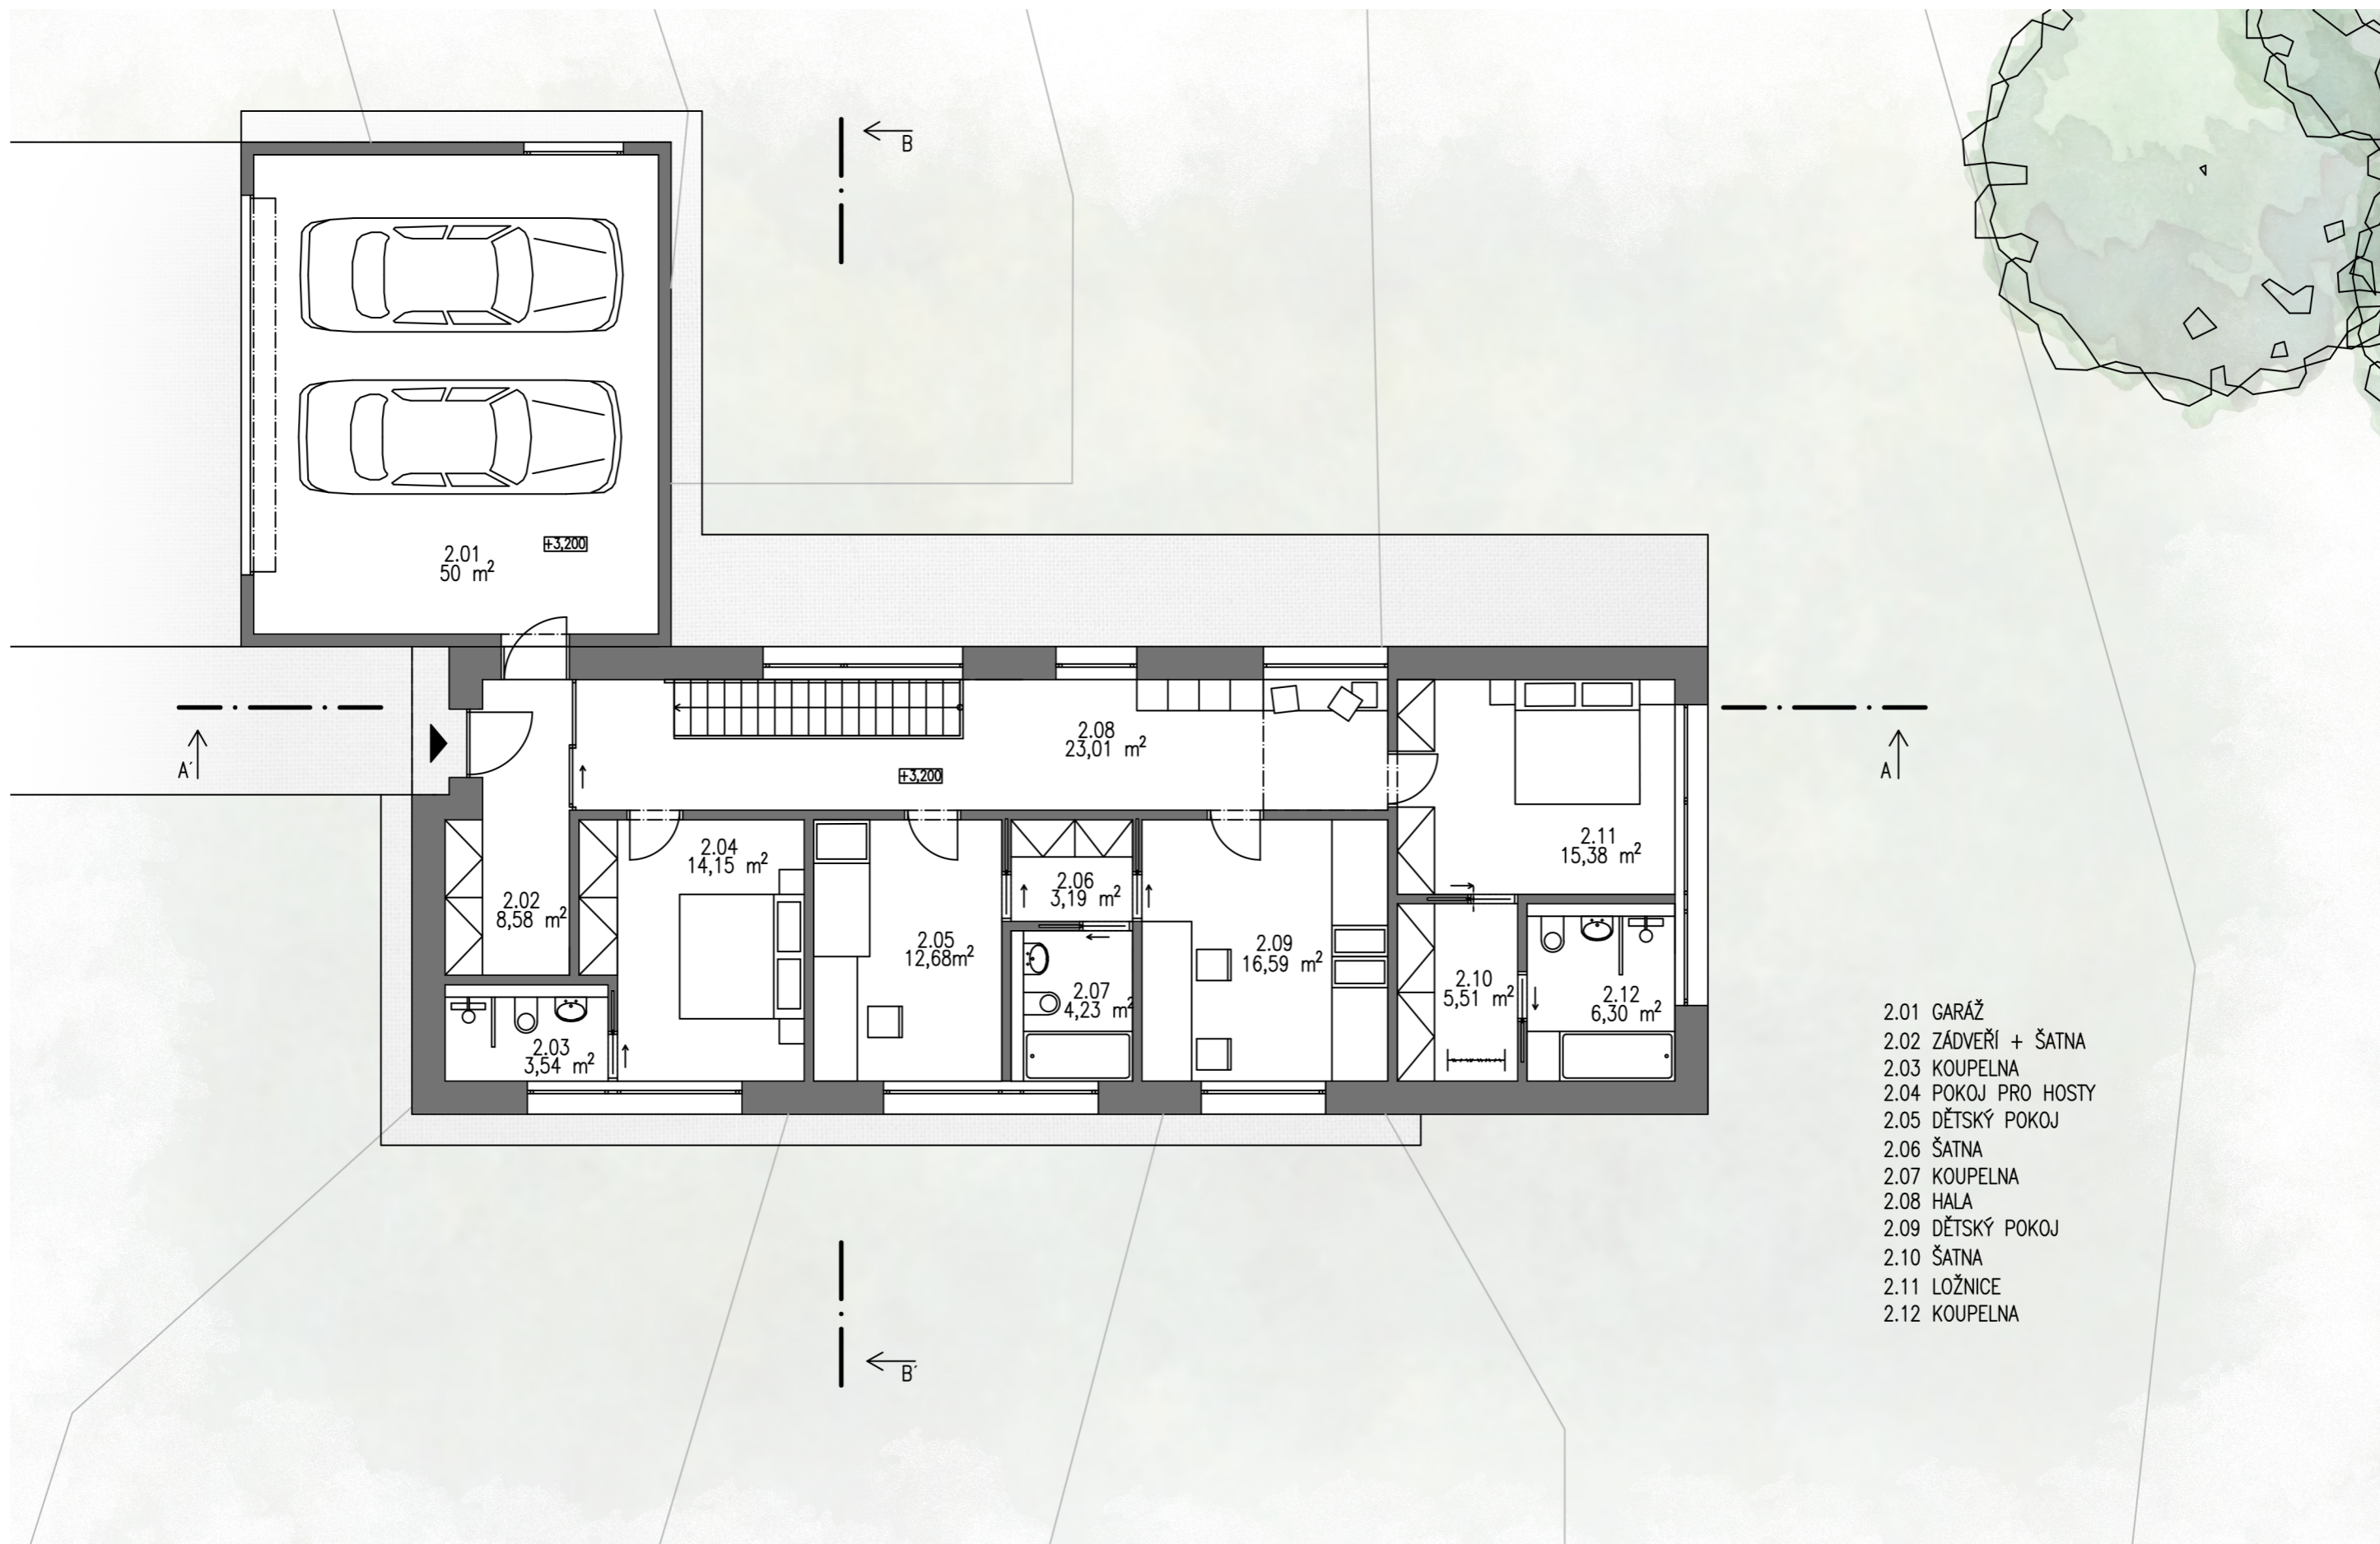 B
2.01
50 m²
+3,200
A´
2.08
23,01 m²
+3,200
A
2.11
15,38 m²
2.04
14,15 m²
2.06
3,19 m²
2.02
8,58 m²
2.05
12,68m²
2.09
16,59 m²
2.10
5,51 m²
2.07
4,23 m²
2.12
6,30 m²
2.03
3,54 m²
2.01 GARÁŽ
2.02 ZÁDVEŘÍ + ŠATNA
2.03 KOUPELNA
2.04 POKOJ PRO HOSTY
2.05 DĚTSKÝ POKOJ
2.06 ŠATNA
2.07 KOUPELNA
2.08 HALA
2.09 DĚTSKÝ POKOJ
2.10 ŠATNA
2.11 LOŽNICE
2.12 KOUPELNA
B´